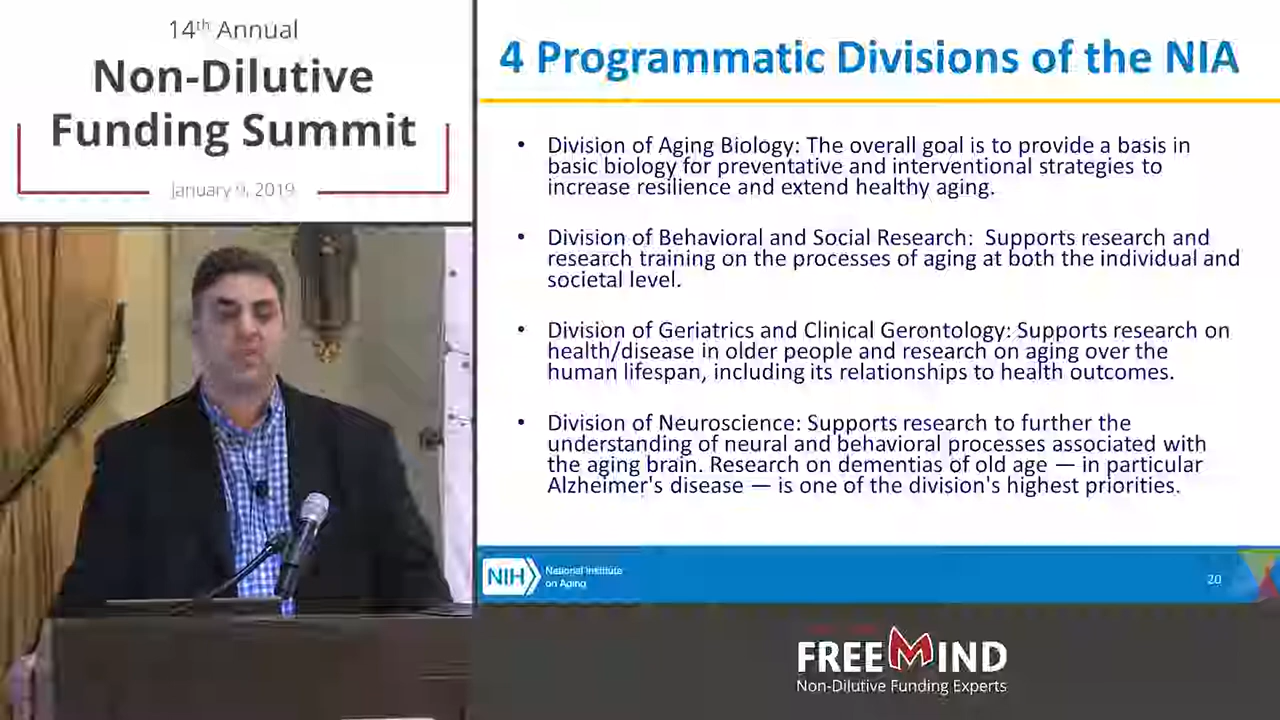 14th Annual
Non-Dilutive
Funding Summit
January 9, 2019
4 Programmatic Divisions of the NIA
• Division of Aging Biology: The overall goal is to provide a basis in
basic biology for preventative and interventional strategies to
increase resilience and extend healthy aging.
• Division of Behavioral and Social Research: Supports research and
research training on the processes of aging at both the individual and
societal level.
• Division of Geriatrics and Clinical Gerontology: Supports research on
health/disease in older people and research on aging over the
human lifespan, including its relationships to health outcomes.
• Division of Neuroscience: Supports research to further the
understanding of neural and behavioral processes associated with
the aging brain. Research on dementias of old age — in particular
Alzheimer's disease — is one of the division's highest priorities.
NIH
National Institute
on Aging
20
FREEMIND
Non-Dilutive Funding Experts